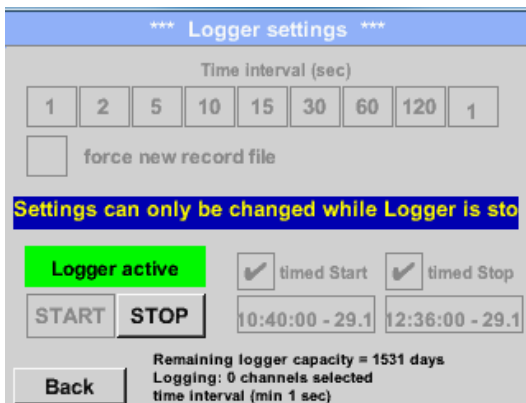 *** Logger settings ***
Time interval (sec)
1 2 5 10 15 30 60 120 1
force new record file
Settings can only be changed while Logger is sto
Logger active
timed Start timed Stop
START STOP 10:40:00 - 29.1 12:36:00 - 29.1
Remaining logger capacity = 1531 days
Logging: 0 channels selected
time interval (min 1 sec)
Back